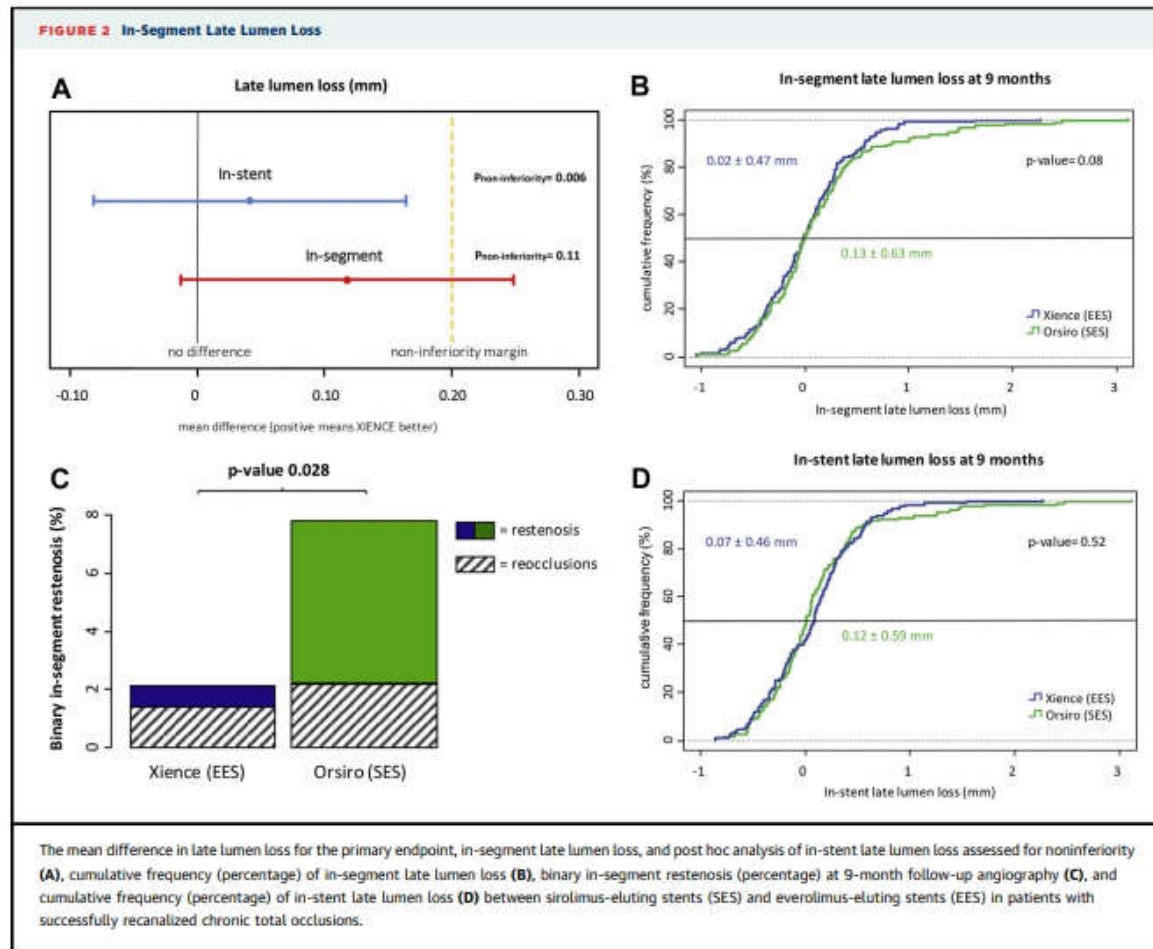 FIGURE 2 In-Segment Late Lumen Loss
A
Late lumen loss (mm)
In-stent
Pnon-inferiority= 0.006
In-segment
Pnon-inferiority= 0.11
no difference
non-inferiority margin
-0.10 0 0.10 0.20 0.30
mean difference (positive means XIENCE better)
B
In-segment late lumen loss at 9 months
cumulative frequency (%)
100
80
60
40
20
0
0.02 ± 0.47 mm
p-value= 0.08
0.13 ± 0.63 mm
Xience (EES)
Orsiro (SES)
-1 0 1 2 3
In-segment late lumen loss (mm)
C
p-value 0.028
Binary in-segment restenosis (%)
8
6
4
2
0
= restenosis
= reocclusions
Xience (EES) Orsiro (SES)
D
In-stent late lumen loss at 9 months
cumulative frequency (%)
100
80
60
40
20
0
0.07 ± 0.46 mm
p-value= 0.52
0.12 ± 0.59 mm
Xience (EES)
Orsiro (SES)
-1 0 1 2 3
In-stent late lumen loss (mm)
The mean difference in late lumen loss for the primary endpoint, in-segment late lumen loss, and post hoc analysis of in-stent late lumen loss assessed for noninferiority
(A), cumulative frequency (percentage) of in-segment late lumen loss (B), binary in-segment restenosis (percentage) at 9-month follow-up angiography (C), and
cumulative frequency (percentage) of in-stent late lumen loss (D) between sirolimus-eluting stents (SES) and everolimus-eluting stents (EES) in patients with
successfully recanalized chronic total occlusions.